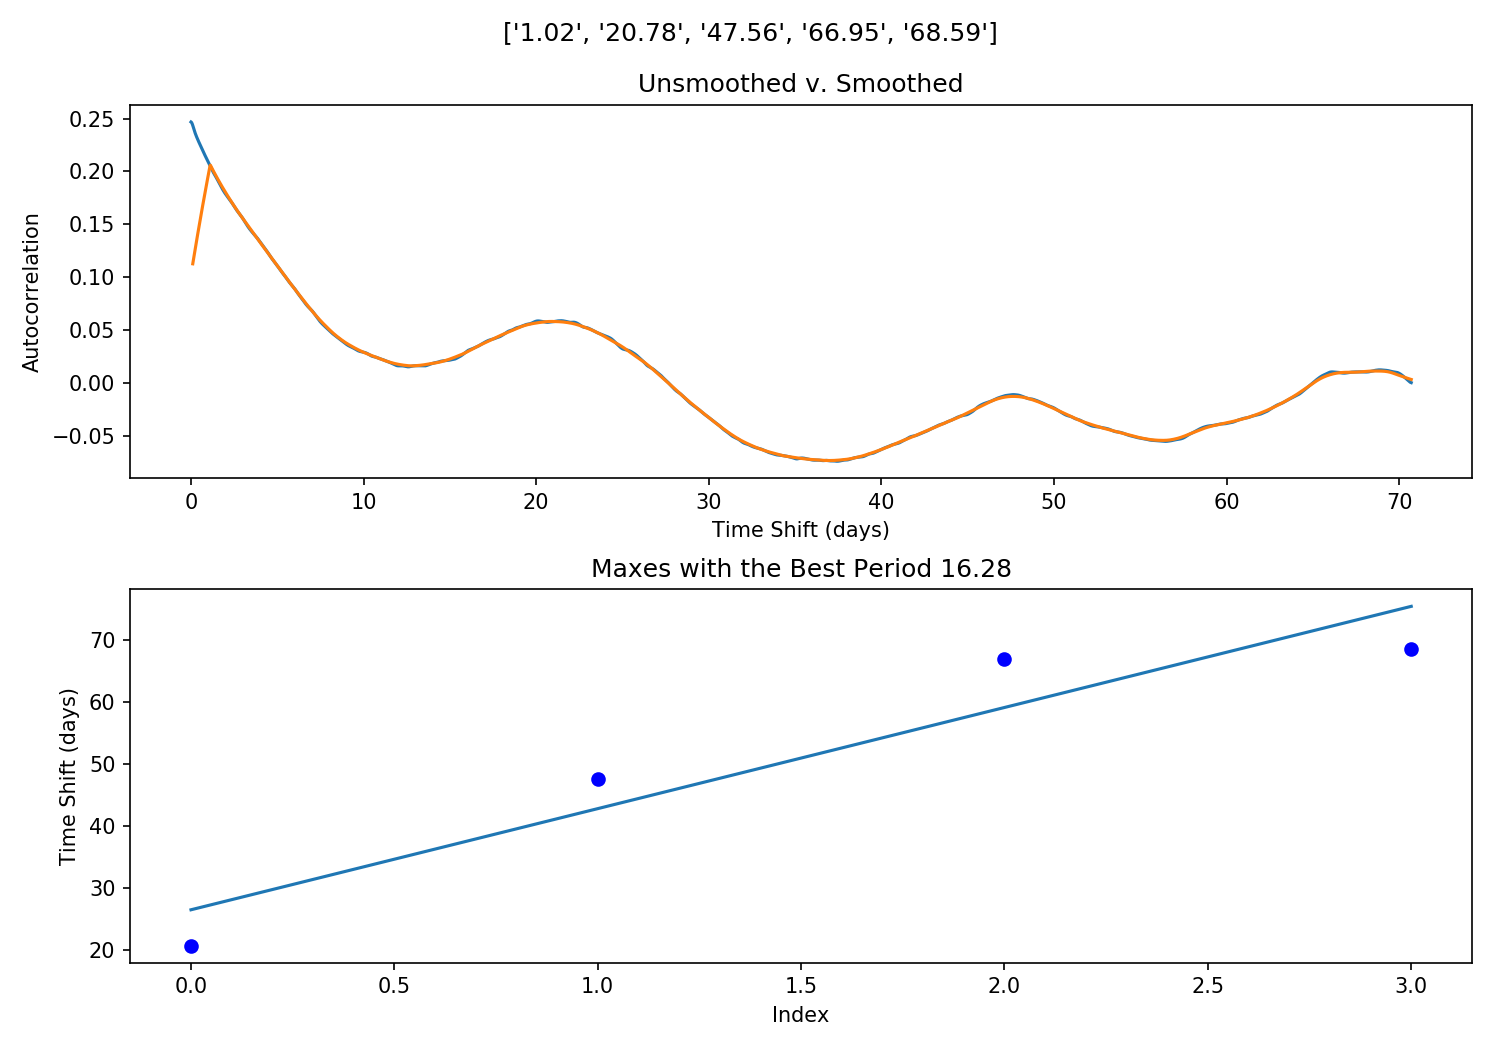 ['1.02', '20.78', '47.56', '66.95', '68.59']
Unsmoothed v. Smoothed
Autocorrelation
0.25
0.20
0.15
0.10
0.05
0.00
−0.05
0 10 20 30 40 50 60 70
Time Shift (days)
Maxes with the Best Period 16.28
Time Shift (days)
70
60
50
40
30
20
0.0 0.5 1.0 1.5 2.0 2.5 3.0
Index